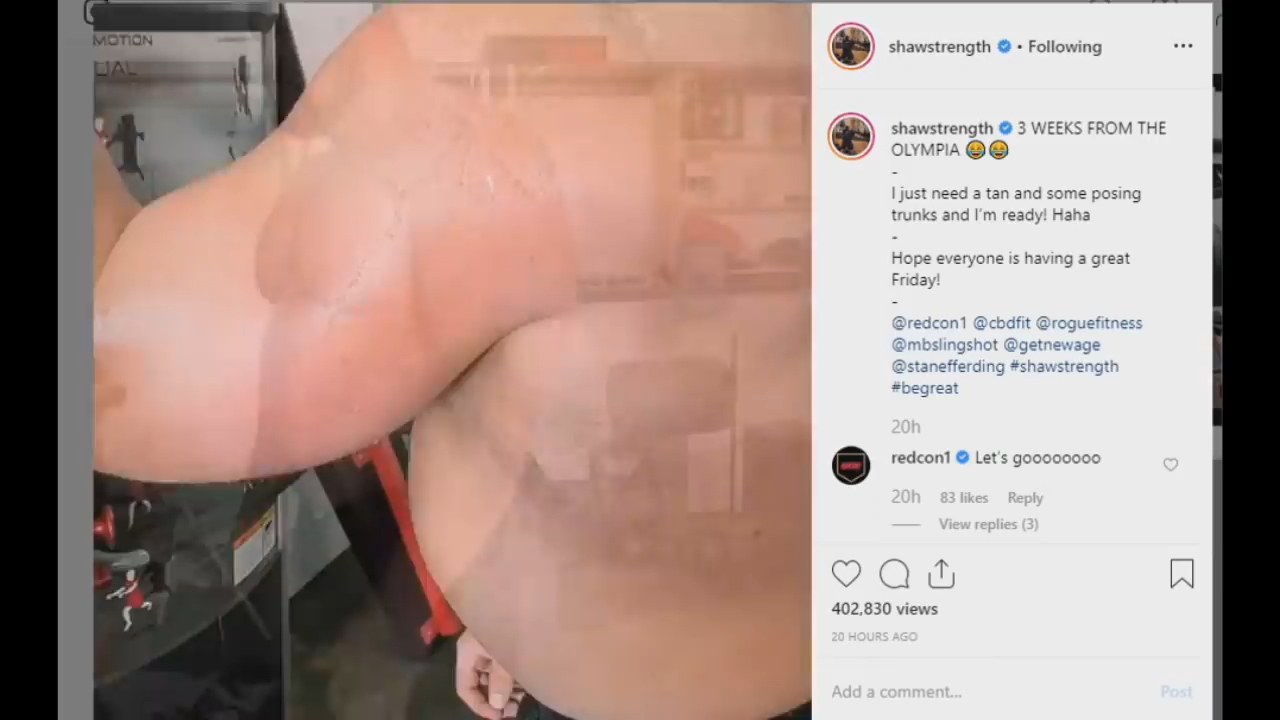 MOTION
UAL
shawstrength • Following
shawstrength 3 WEEKS FROM THE
OLYMPIA 😂😂
-
I just need a tan and some posing
trunks and I'm ready! Haha
-
Hope everyone is having a great
Friday!
-
@redcon1 @cbdfit @roguefitness
@mbslingshot @getnewage
@stanefferding #shawstrength
#begreat
20h
redcon1 Let's goooooooo
20h 83 likes Reply
View replies (3)
402,830 views
20 HOURS AGO
Add a comment... Post